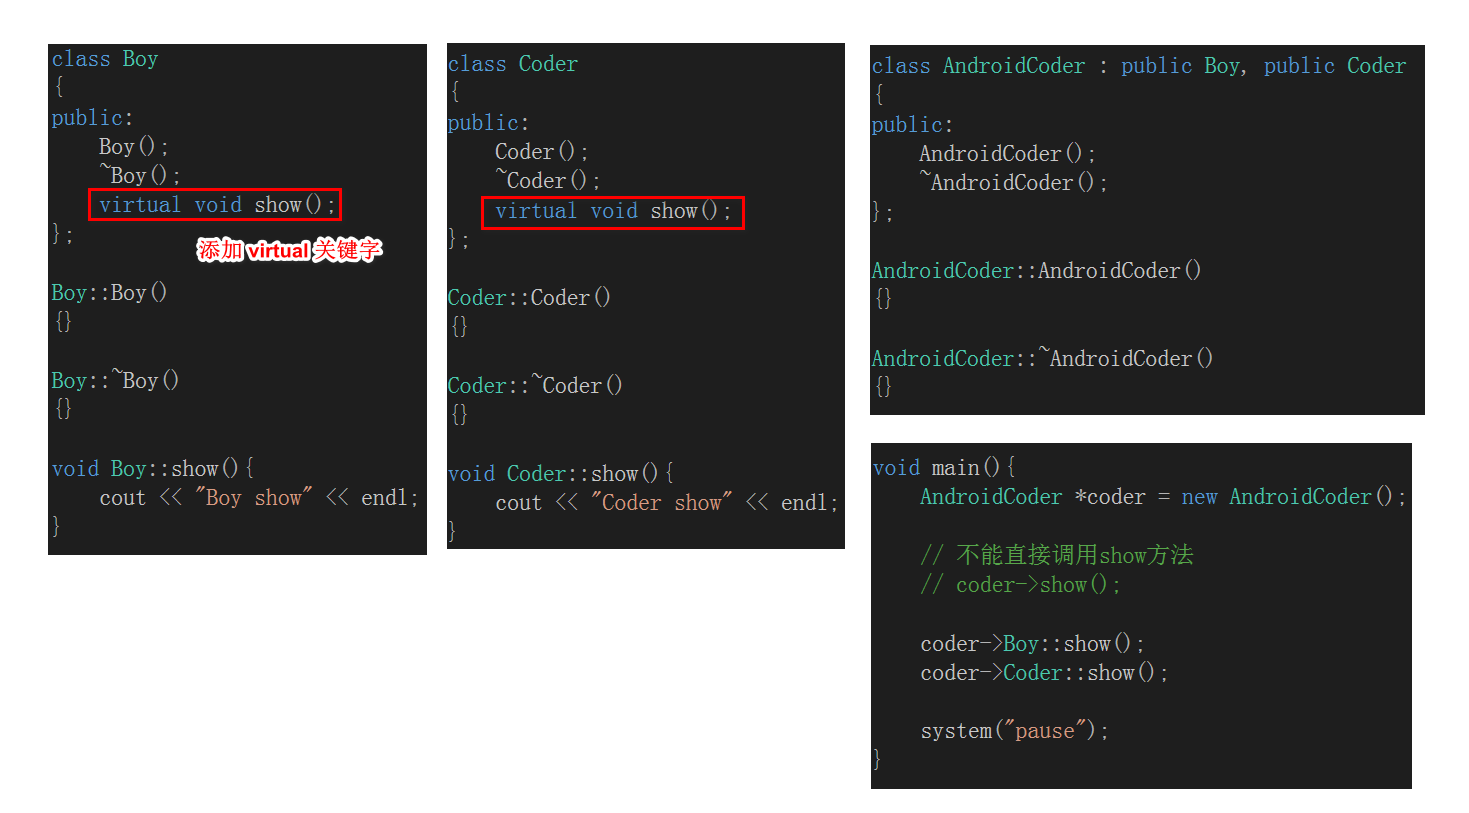 class Boy
{
public:
    Boy();
    ~Boy();
    virtual void show();
};
添加 virtual 关键字
Boy::Boy()
{}
Boy::~Boy()
{}
void Boy::show(){
    cout << "Boy show" << endl;
}
class Coder
{
public:
    Coder();
    ~Coder();
    virtual void show();
};
Coder::Coder()
{}
Coder::~Coder()
{}
void Coder::show(){
    cout << "Coder show" << endl;
}
class AndroidCoder : public Boy, public Coder
{
public:
    AndroidCoder();
    ~AndroidCoder();
};
AndroidCoder::AndroidCoder()
{}
AndroidCoder::~AndroidCoder()
{}
void main(){
    AndroidCoder *coder = new AndroidCoder();
    // 不能直接调用show方法
    // coder->show();
    coder->Boy::show();
    coder->Coder::show();
    system("pause");
}